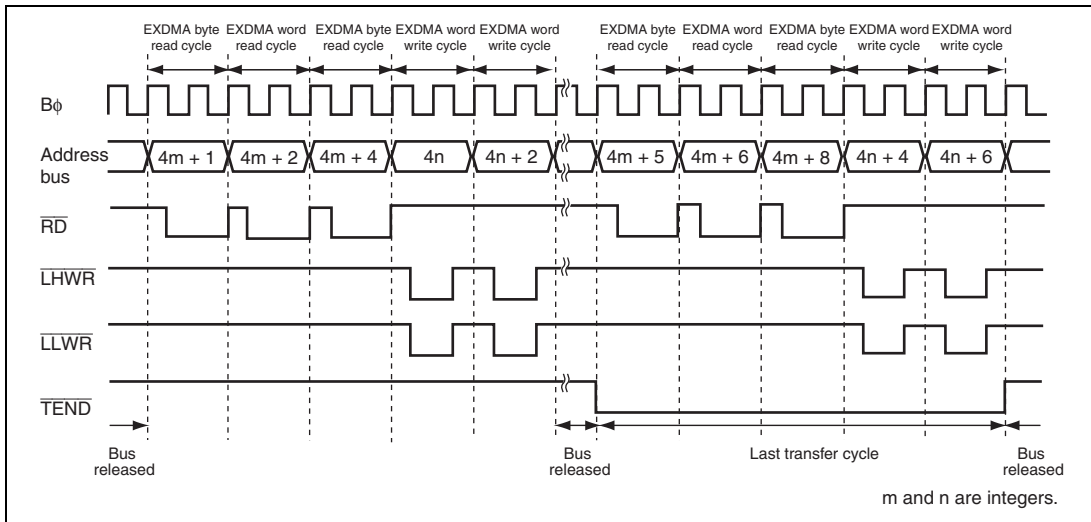 EXDMA byte EXDMA word EXDMA byte EXDMA word EXDMA word EXDMA byte EXDMA word EXDMA byte EXDMA word EXDMA word
read cycle read cycle read cycle write cycle write cycle read cycle read cycle read cycle write cycle write cycle
Bϕ
Address 4m + 1 4m + 2 4m + 4 4n 4n + 2 4m + 5 4m + 6 4m + 8 4n + 4 4n + 6
bus
RD
LHWR
LLWR
TEND
Bus Bus Last transfer cycle Bus
released released released
m and n are integers.